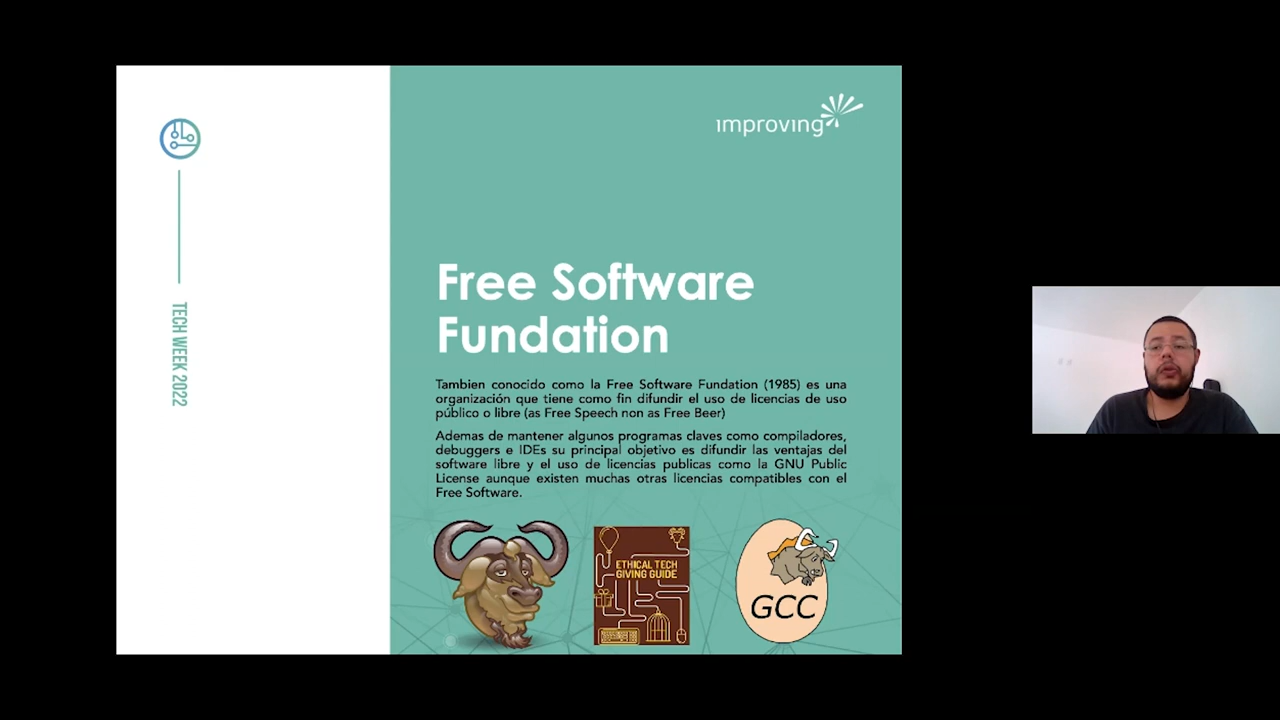 improving
TECH WEEK 2022
Free Software
Fundation
Tambien conocido como la Free Software Fundation (1985) es una
organización que tiene como fin difundir el uso de licencias de uso
público o libre (as Free Speech non as Free Beer)
Ademas de mantener algunos programas claves como compiladores,
debuggers e IDEs su principal objetivo es difundir las ventajas del
software libre y el uso de licencias publicas como la GNU Public
License aunque existen muchas otras licencias compatibles con el
Free Software.
ETHICAL TECH
GIVING GUIDE
GCC